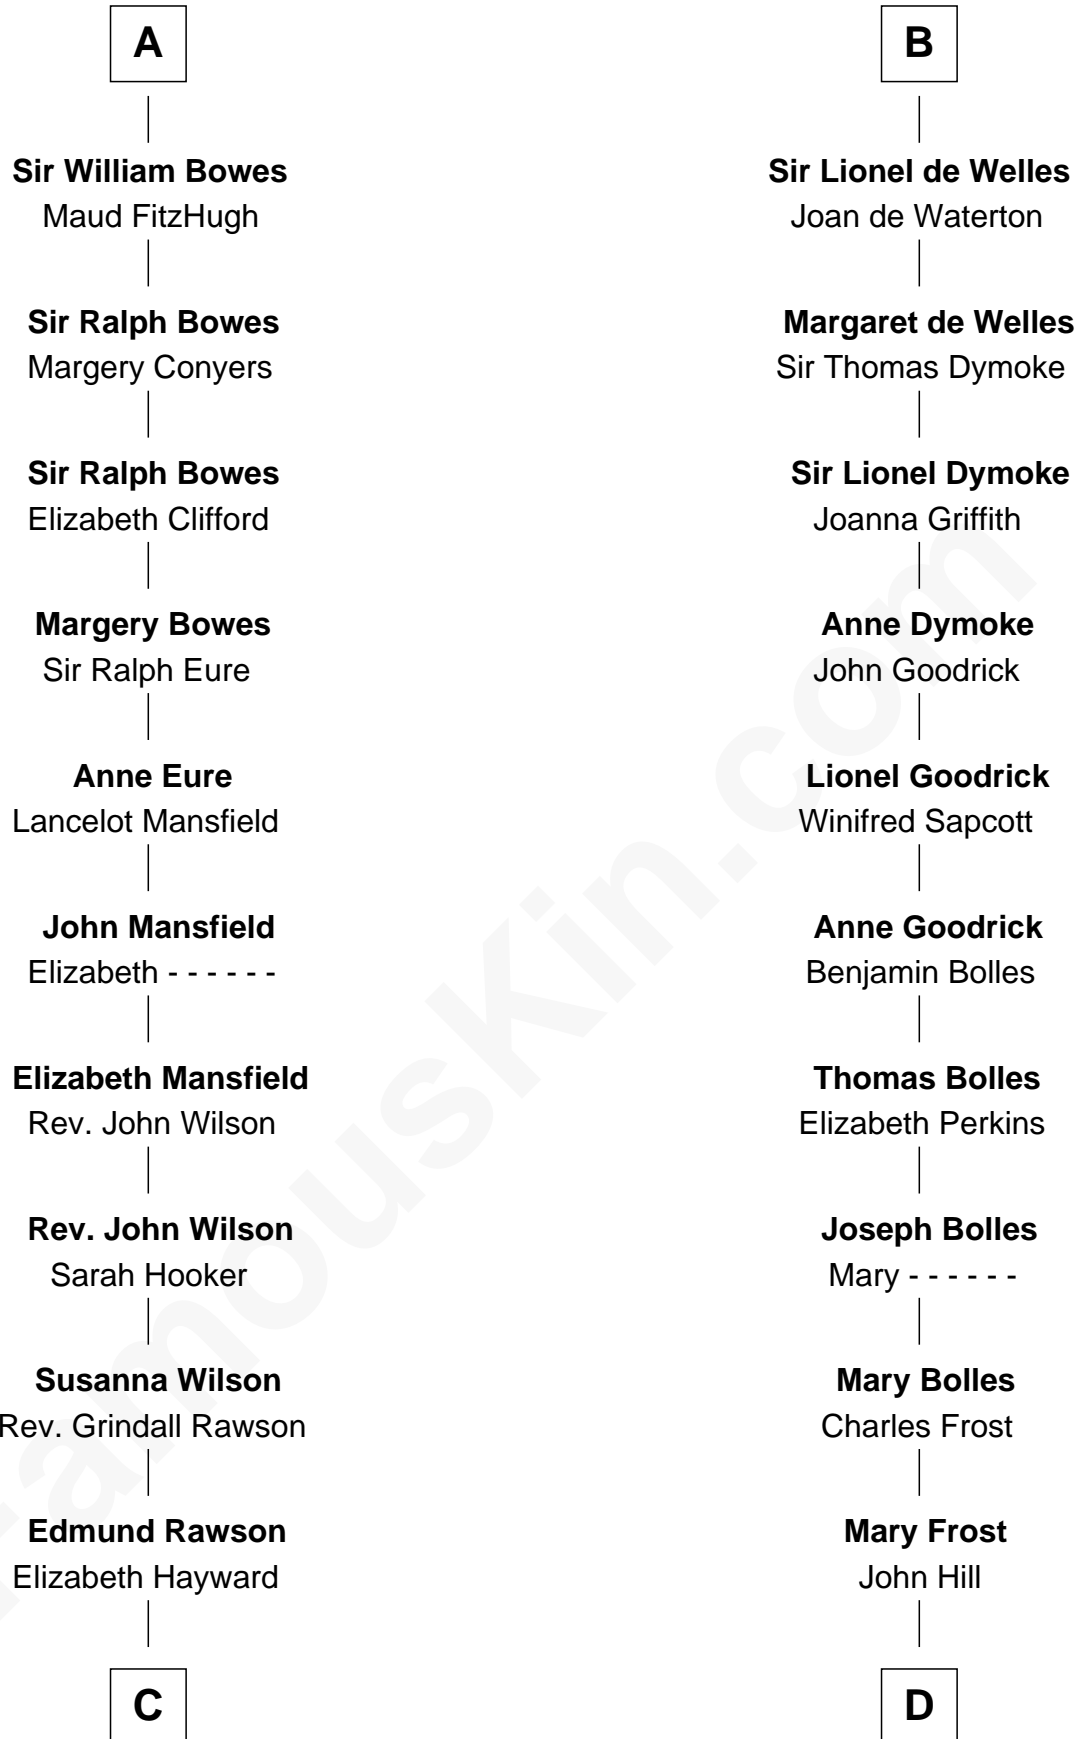 A
Sir William Bowes
Maud FitzHugh
Sir Ralph Bowes
Margery Conyers
Sir Ralph Bowes
Elizabeth Clifford
Margery Bowes
Sir Ralph Eure
Anne Eure
Lancelot Mansfield
John Mansfield
Elizabeth - - - - - -
Elizabeth Mansfield
Rev. John Wilson
Rev. John Wilson
Sarah Hooker
Susanna Wilson
Rev. Grindall Rawson
Edmund Rawson
Elizabeth Hayward
C
B
Sir Lionel de Welles
Joan de Waterton
Margaret de Welles
Sir Thomas Dymoke
Sir Lionel Dymoke
Joanna Griffith
Anne Dymoke
John Goodrick
Lionel Goodrick
Winifred Sapcott
Anne Goodrick
Benjamin Bolles
Thomas Bolles
Elizabeth Perkins
Joseph Bolles
Mary - - - - - -
Mary Bolles
Charles Frost
Mary Frost
John Hill
D
FamousKin.com